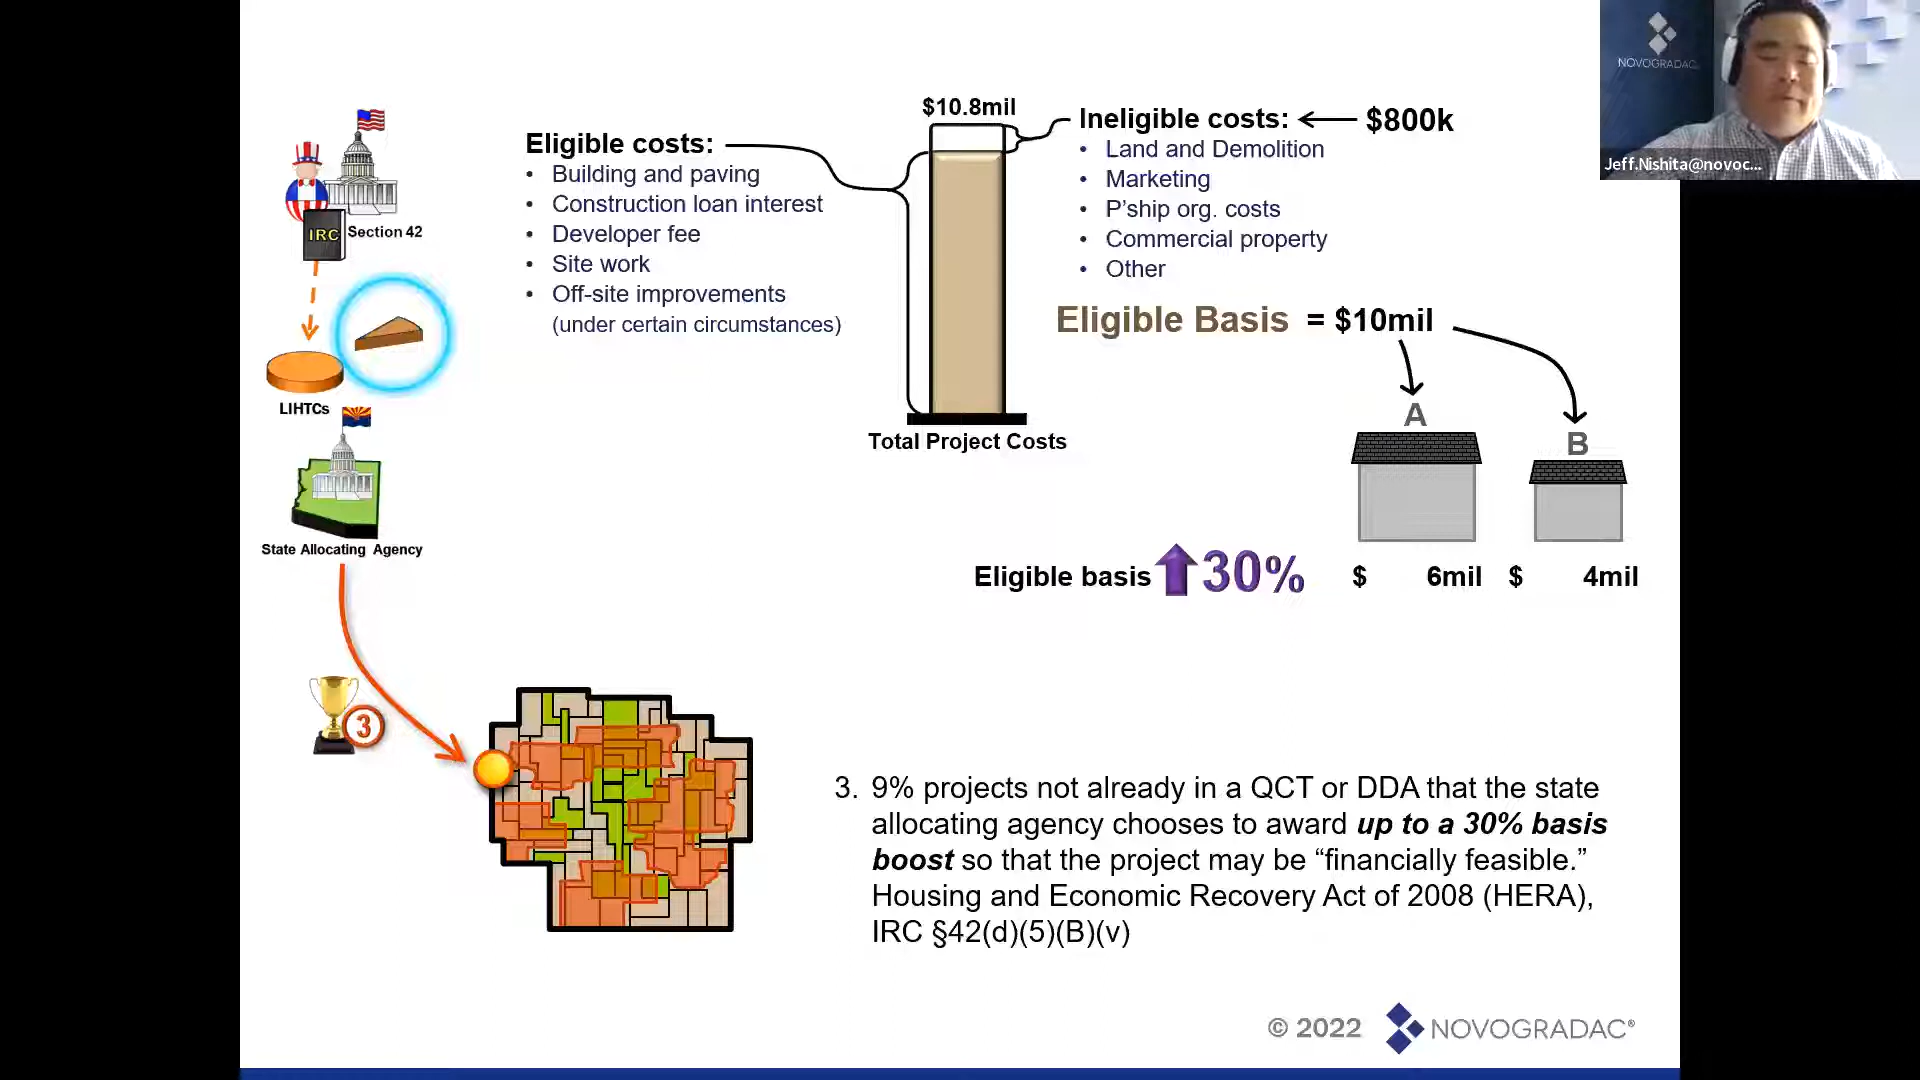 $10.8mil
Ineligible costs:
$800k
Land and Demolition
Marketing
P'ship org. costs
Commercial property
Other
Eligible costs:
Building and paving
Construction loan interest
Developer fee
Site work
Off-site improvements
(under certain circumstances)
IRC
Section 42
LIHTCs
State Allocating Agency
Total Project Costs
Eligible Basis = $10mil
A
B
Eligible basis 30% $ 6mil $ 4mil
3
3. 9% projects not already in a QCT or DDA that the state
allocating agency chooses to award up to a 30% basis
boost so that the project may be “financially feasible.”
Housing and Economic Recovery Act of 2008 (HERA),
IRC §42(d)(5)(B)(v)
© 2022 NOVOGRADAC®
NOVOGRADAC
Jeff.Nishita@novoc...